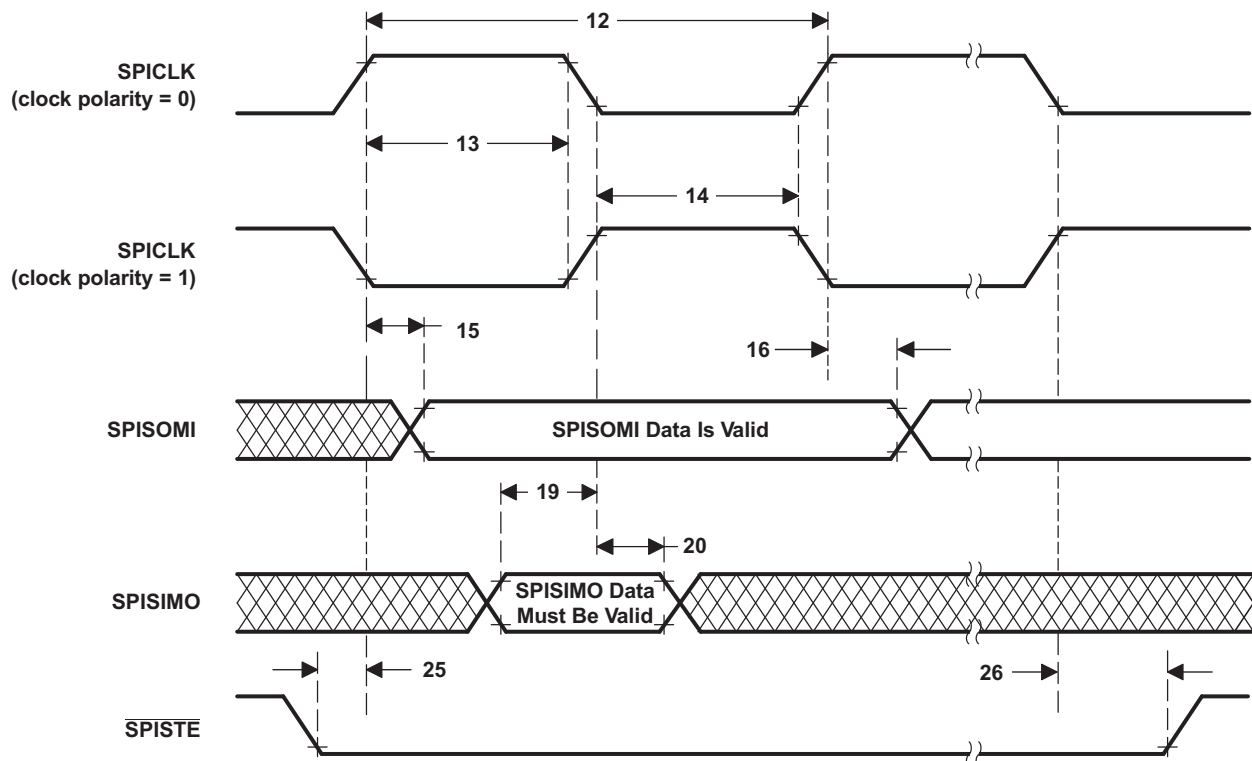 12
SPICLK
(clock polarity = 0)
13
14
SPICLK
(clock polarity = 1)
15
16
SPISOMI
SPISOMI Data Is Valid
19
20
SPISIMO
SPISIMO Data
Must Be Valid
25
26
SPISTE